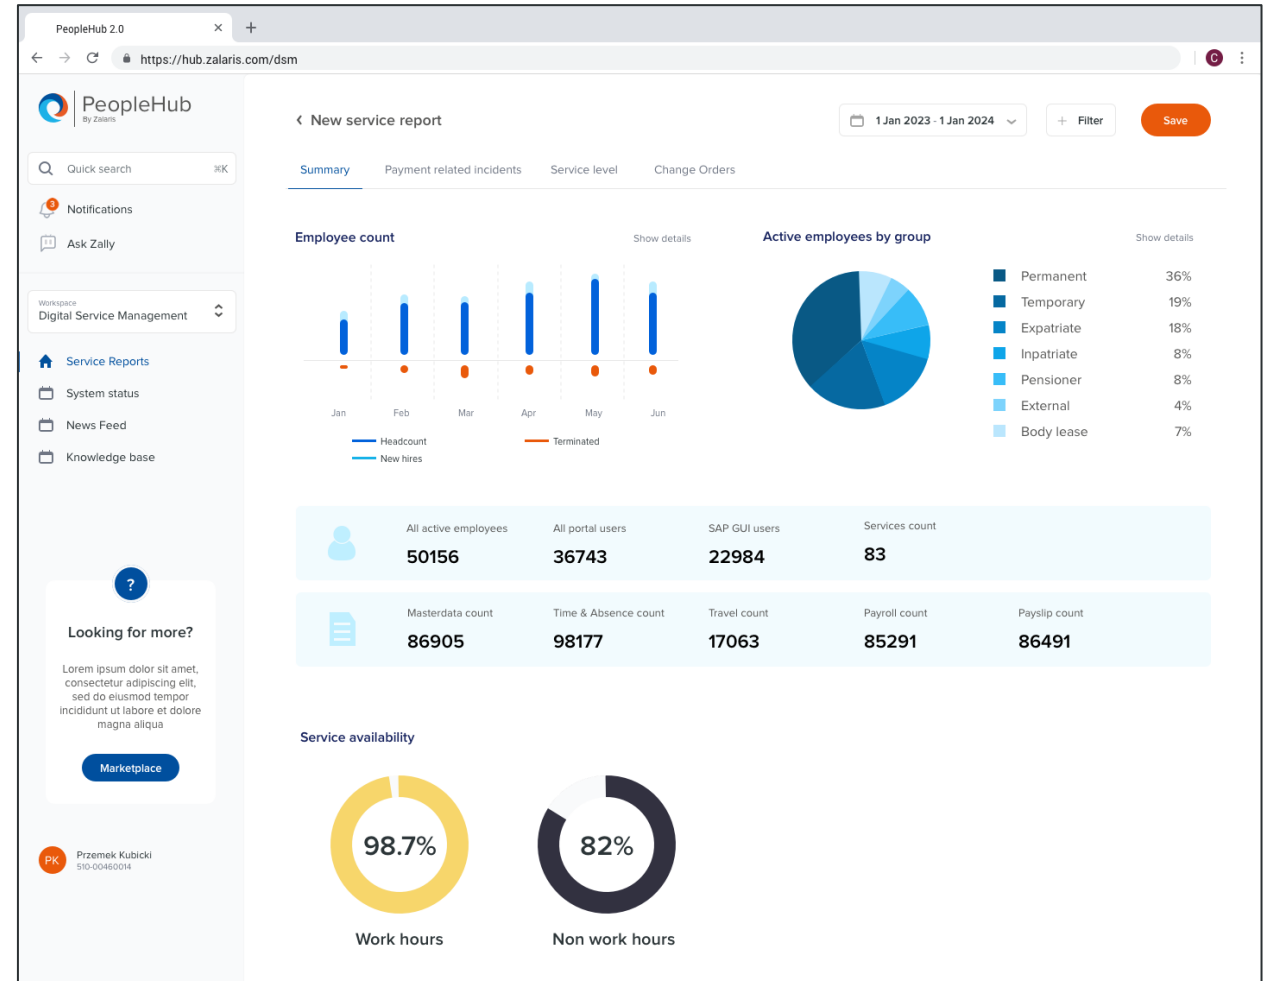 PeopleHub 2.0
https://hub.zalaris.com/dsm
C
PeopleHub
By Zalaris
Quick search
⌘K
3
Notifications
Ask Zally
Workspace
Digital Service Management
Service Reports
System status
News Feed
Knowledge base
?
Looking for more?
Lorem ipsum dolor sit amet,
consectetur adipiscing elit,
sed do eiusmod tempor
incididunt ut labore et dolore
magna aliqua
Marketplace
PK
Przemek Kubicki
510-00460014
New service report
1 Jan 2023 - 1 Jan 2024
+ Filter
Save
Summary
Payment related incidents
Service level
Change Orders
Employee count
Show details
Jan
Feb
Mar
Apr
May
Jun
Headcount
Terminated
New hires
Active employees by group
Show details
Permanent 36%
Temporary 19%
Expatriate 18%
Inpatriate 8%
Pensioner 8%
External 4%
Body lease 7%
All active employees
50156
All portal users
36743
SAP GUI users
22984
Services count
83
Masterdata count
86905
Time & Absence count
98177
Travel count
17063
Payroll count
85291
Payslip count
86491
Service availability
98.7%
Work hours
82%
Non work hours